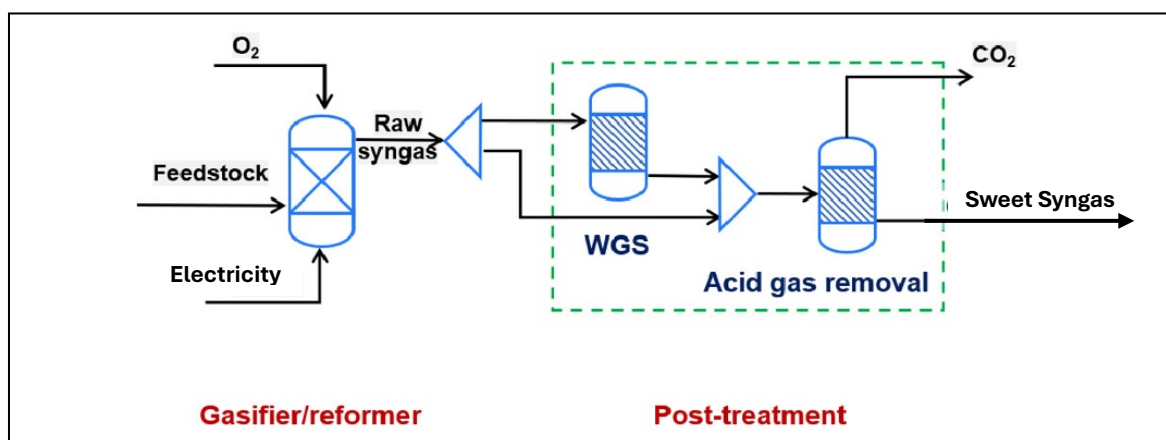 O₂
CO₂
Raw
syngas
Feedstock
Sweet Syngas
WGS
Electricity
Acid gas removal
Gasifier/reformer
Post-treatment